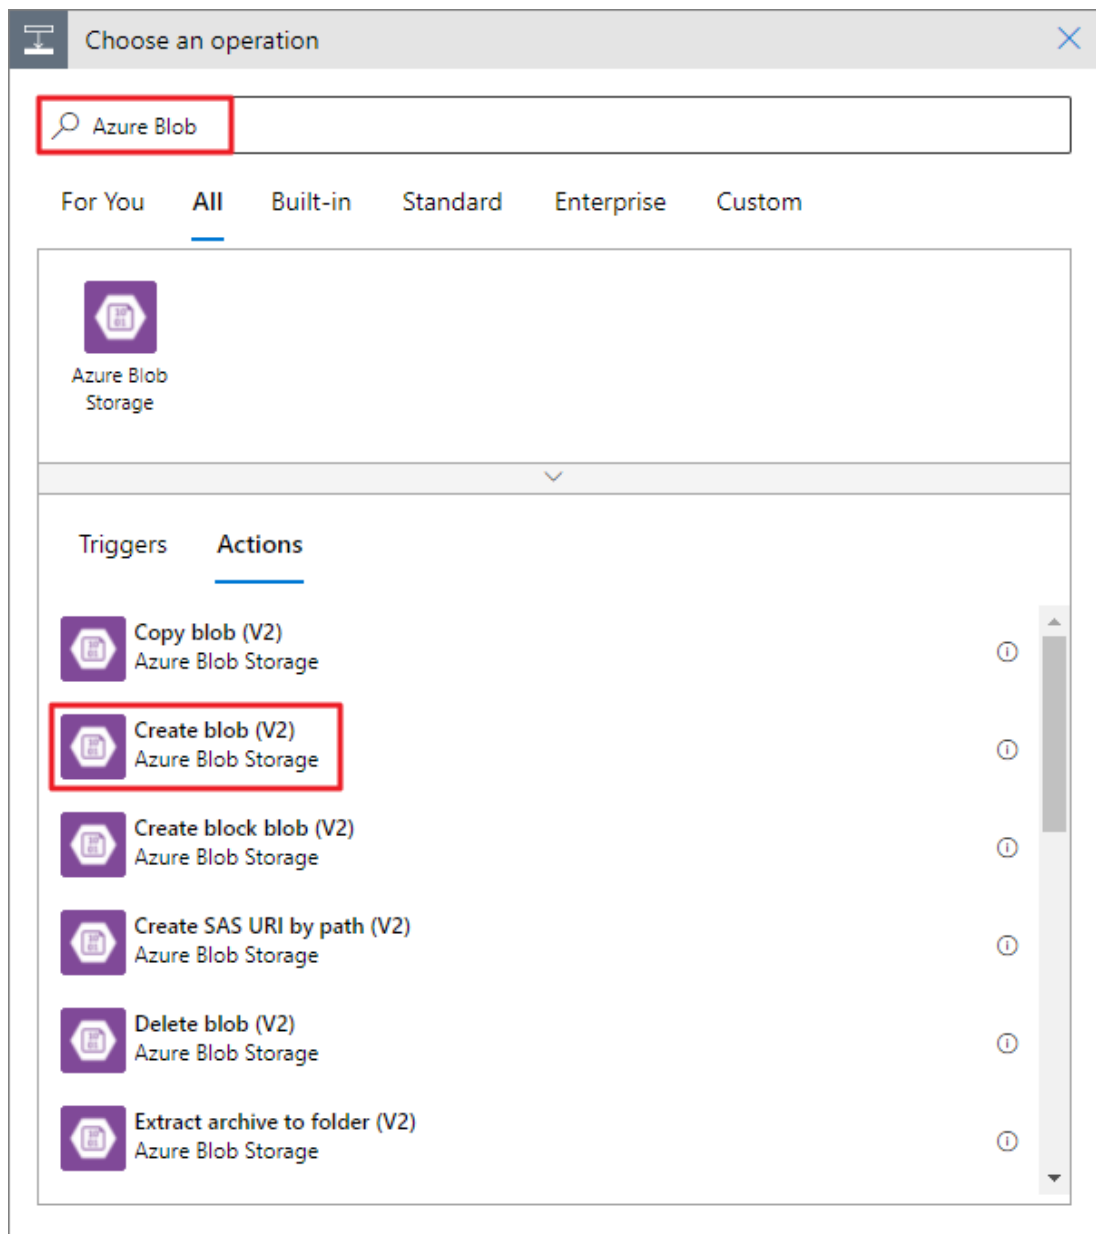 Choose an operation
Azure Blob
For You All Built-in Standard Enterprise Custom
Azure Blob
Storage
Triggers Actions
Copy blob (V2)
Azure Blob Storage
Create blob (V2)
Azure Blob Storage
Create block blob (V2)
Azure Blob Storage
Create SAS URI by path (V2)
Azure Blob Storage
Delete blob (V2)
Azure Blob Storage
Extract archive to folder (V2)
Azure Blob Storage